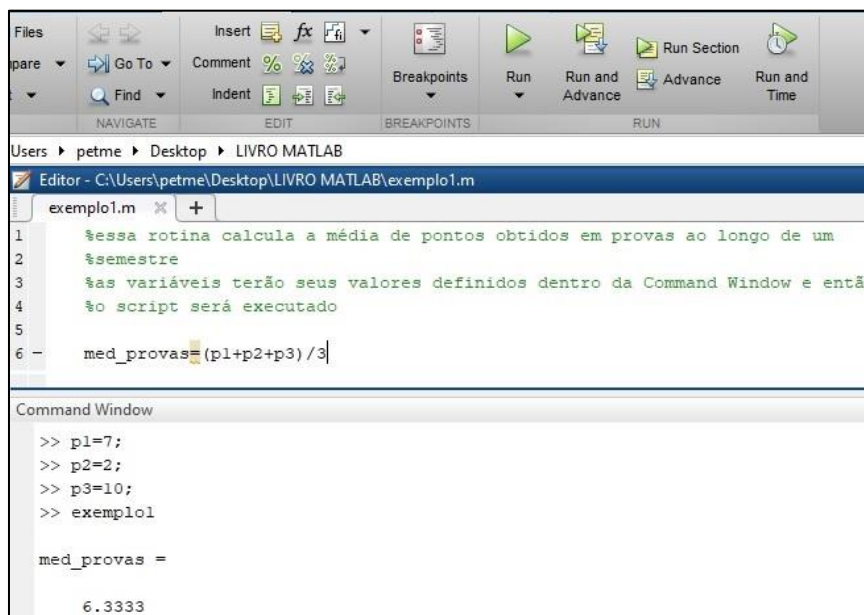 Files
Insert fx
Go To Comment % Run Section
Breakpoints Run Run and Advance Run and
Find Indent Advance Time
NAVIGATE EDIT BREAKPOINTS RUN
Users petme Desktop LIVRO MATLAB
Editor - C:\Users\petme\Desktop\LIVRO MATLAB\exemplo1.m
exemplo1.m +
1 %essa rotina calcula a média de pontos obtidos em provas ao longo de um
2 %semestre
3 %as variáveis terão seus valores definidos dentro da Command Window e entã
4 %o script será executado
5
6 - med_provas=(p1+p2+p3)/3
Command Window
>> p1=7;
>> p2=2;
>> p3=10;
>> exemplo1
med_provas =
6.3333